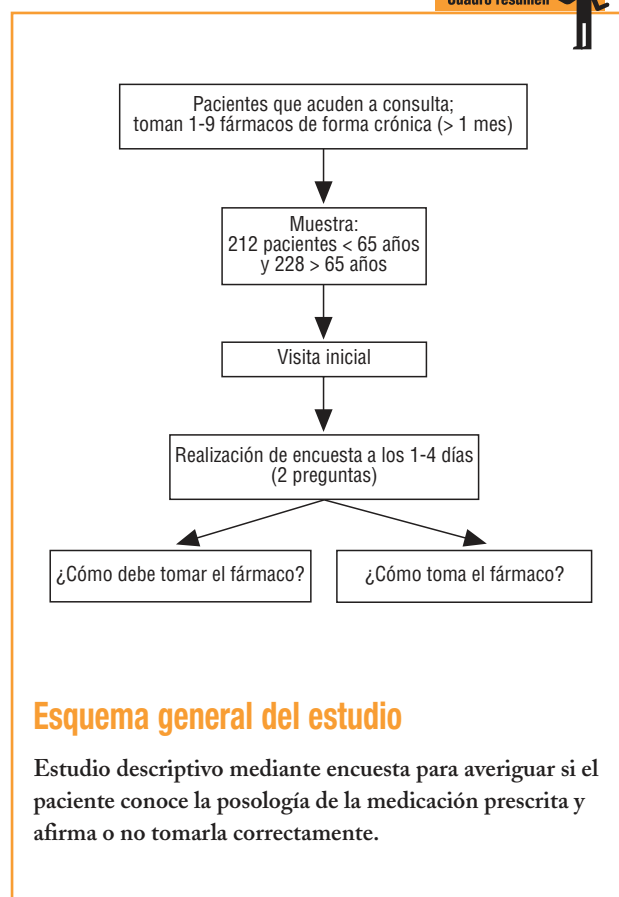 Cuadro resumen
Pacientes que acuden a consulta;
toman 1-9 fármacos de forma crónica (> 1 mes)
Muestra:
212 pacientes < 65 años
y 228 > 65 años
Visita inicial
Realización de encuesta a los 1-4 días
(2 preguntas)
¿Cómo debe tomar el fármaco?
¿Cómo toma el fármaco?
Esquema general del estudio
Estudio descriptivo mediante encuesta para averiguar si el
paciente conoce la posología de la medicación prescrita y
afirma o no tomarla correctamente.